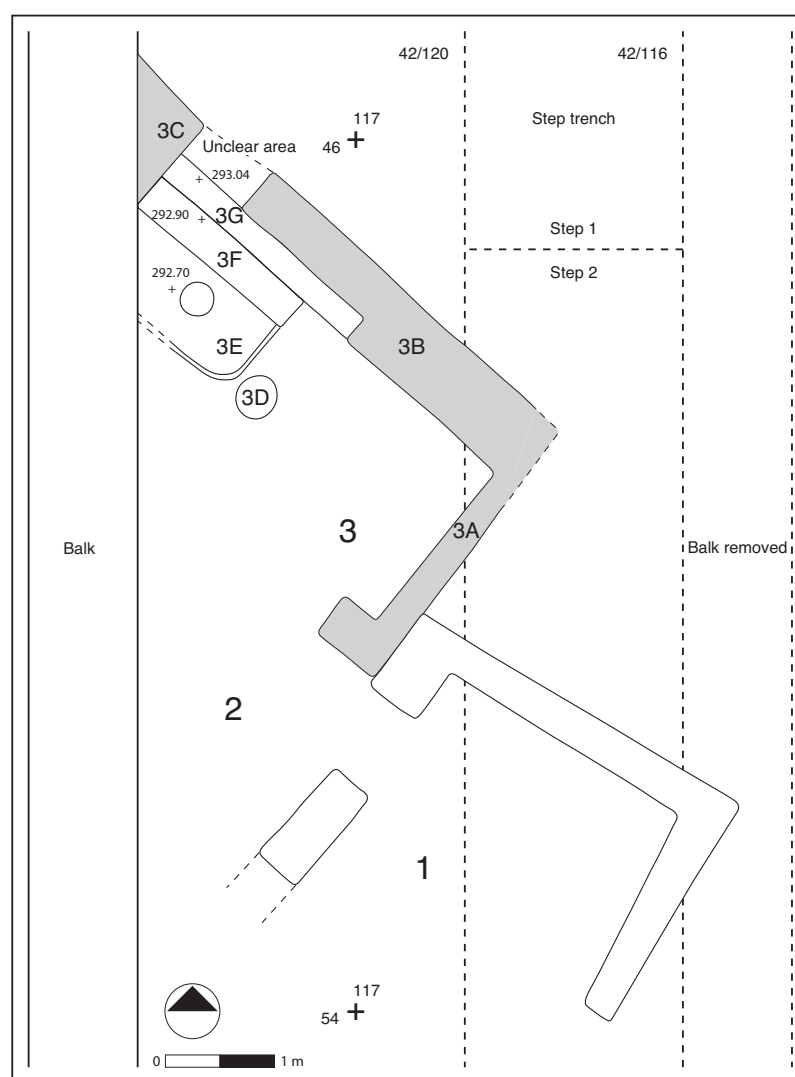 42/120
42/116
117
46
Step trench
3C
Unclear area
293.04
292.90
3G
Step 1
3F
Step 2
292.70
3E
3B
3D
3
3A
Balk
Balk removed
2
1
117
54
0
1 m